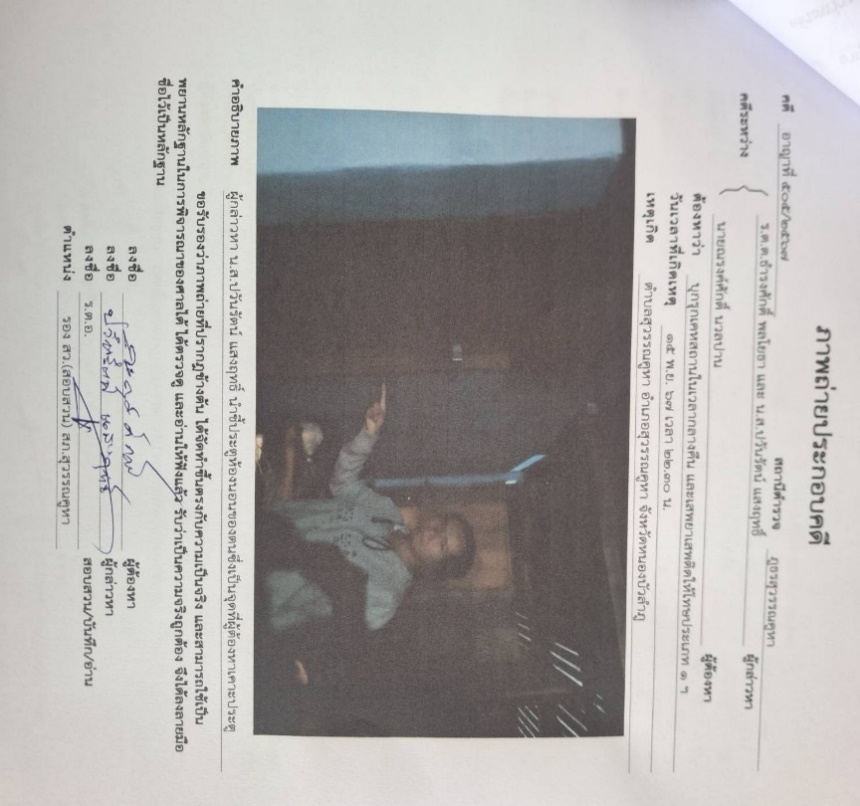 ภาพถ่ายประกอบคดี
คดี อาญาที่ ๕๐๕/๒๕๖๗ สถานีตำรวจ ภูธรสุวรรณคูหา
คดีระหว่าง { ร.ต.ต.ธำรงศักดิ์ พลโยธา และ น.ส.ปวันรัตน์ แสงฤทธิ์ ผู้กล่าวหา
นายณรงค์ศักดิ์ นวลปาน ผู้ต้องหา
ต้องหาว่า บุกรุกเคหสถานในเวลากลางคืน และเสพยาเสพติดให้โทษประเภท ๑ ฯ
วันเวลาที่เกิดเหตุ ๑๕ พ.ย. ๖๗ เวลา ๒๒.๓๐ น.
เหตุเกิด ตำบลสุวรรณคูหา อำเภอสุวรรณคูหา จังหวัดหนองบัวลำภู
คำอธิบายภาพ ผู้กล่าวหา น.ส.ปวันรัตน์ แสงฤทธิ์ นำชี้ประตูห้องนอนของตนซึ่งเป็นจุดที่ผู้ต้องหาเคาะประตู
ขอรับรองว่าภาพถ่ายที่ปรากฏข้างต้น ได้จัดทำขึ้นตรงกับความเป็นจริง และสามารถใช้เป็น
พยานหลักฐานในการพิจารณาของศาลได้ ได้ตรวจดู และอ่านให้ฟังแล้ว รับว่าเป็นความจริงถูกต้อง จึงได้ลงลายมือ
ชื่อไว้เป็นหลักฐาน
ลงชื่อ ผู้ต้องหา
ลงชื่อ ปวันรัตน์ แสงฤทธิ์ ผู้กล่าวหา
ลงชื่อ ร.ต.อ. สอบสวน/บันทึก/อ่าน
ตำแหน่ง รอง สว.(สอบสวน) สภ.สุวรรณคูหา